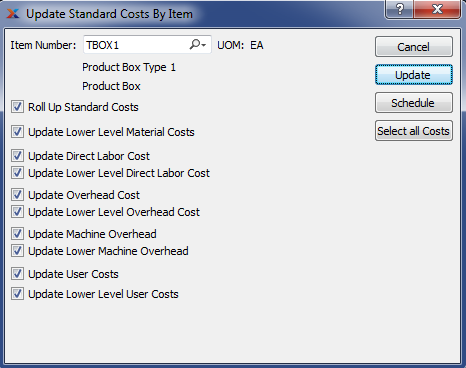 Update Standard Costs By Item
Item Number: TBOX1 UOM: EA
Cancel
Product Box Type 1
Update
Product Box
Roll Up Standard Costs
Schedule
Update Lower Level Material Costs
Select all Costs
Update Direct Labor Cost
Update Lower Level Direct Labor Cost
Update Overhead Cost
Update Lower Level Overhead Cost
Update Machine Overhead
Update Lower Machine Overhead
Update User Costs
Update Lower Level User Costs